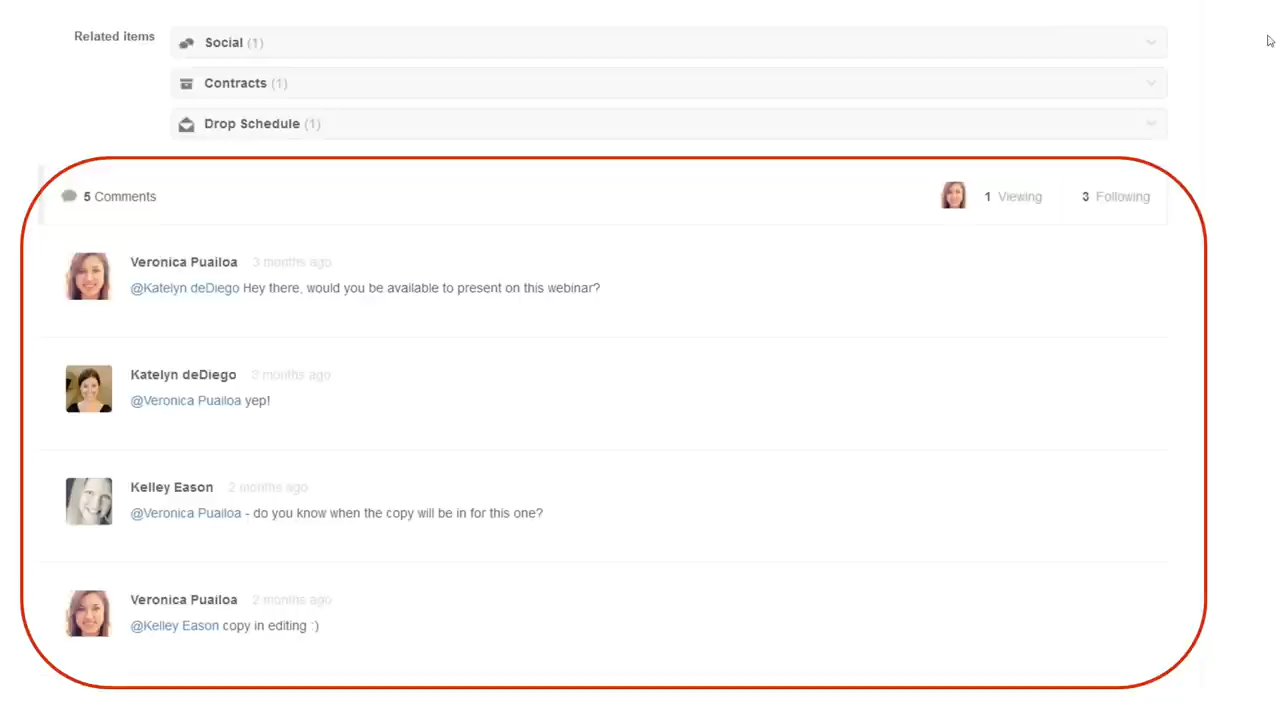 Related items
Social (1)
Contracts (1)
Drop Schedule (1)
5 Comments
1 Viewing
3 Following
Veronica Puailoa 3 months ago
@Katelyn deDiego Hey there, would you be available to present on this webinar?
Katelyn deDiego 3 months ago
@Veronica Puailoa yep!
Kelley Eason 2 months ago
@Veronica Puailoa - do you know when the copy will be in for this one?
Veronica Puailoa 2 months ago
@Kelley Eason copy in editing :)